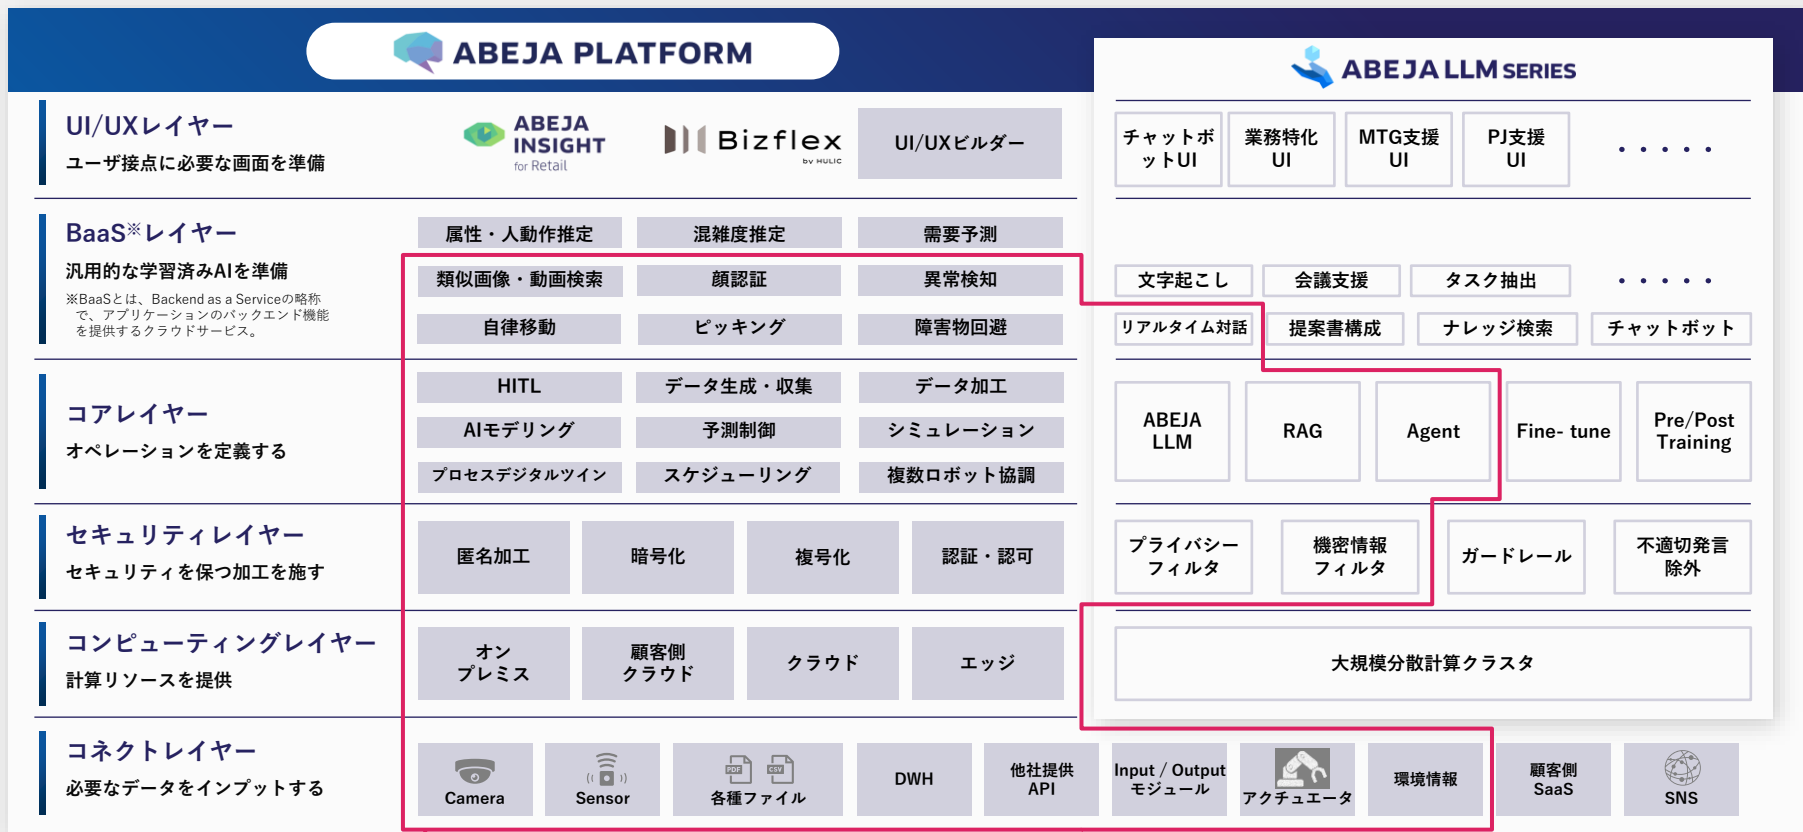 ABEJA PLATFORM
ABEJA LLM SERIES
UI/UXレイヤー
ユーザ接点に必要な画面を準備
ABEJA
INSIGHT
for Retail
Bizflex
by HULIC
UI/UXビルダー
チャットボ
ットUI
業務特化
UI
MTG支援
UI
PJ支援
UI
・・・・・
BaaS※レイヤー
汎用的な学習済みAIを準備
※BaaSとは、Backend as a Serviceの略称
で、アプリケーションのバックエンド機能
を提供するクラウドサービス。
属性・人動作推定
混雑度推定
需要予測
類似画像・動画検索
顔認証
異常検知
自律移動
ピッキング
障害物回避
文字起こし
会議支援
タスク抽出
・・・・・
リアルタイム対話
提案書構成
ナレッジ検索
チャットボット
コアレイヤー
オペレーションを定義する
HITL
データ生成・収集
データ加工
AIモデリング
予測制御
シミュレーション
プロセスデジタルツイン
スケジューリング
複数ロボット協調
ABEJA
LLM
RAG
Agent
Fine- tune
Pre/Post
Training
セキュリティレイヤー
セキュリティを保つ加工を施す
匿名加工
暗号化
複号化
認証・認可
プライバシー
フィルタ
機密情報
フィルタ
ガードレール
不適切発言
除外
コンピューティングレイヤー
計算リソースを提供
オン
プレミス
顧客側
クラウド
クラウド
エッジ
大規模分散計算クラスタ
コネクトレイヤー
必要なデータをインプットする
Camera
Sensor
PDF
CSV
各種ファイル
DWH
他社提供
API
Input / Output
モジュール
アクチュエータ
環境情報
顧客側
SaaS
SNS